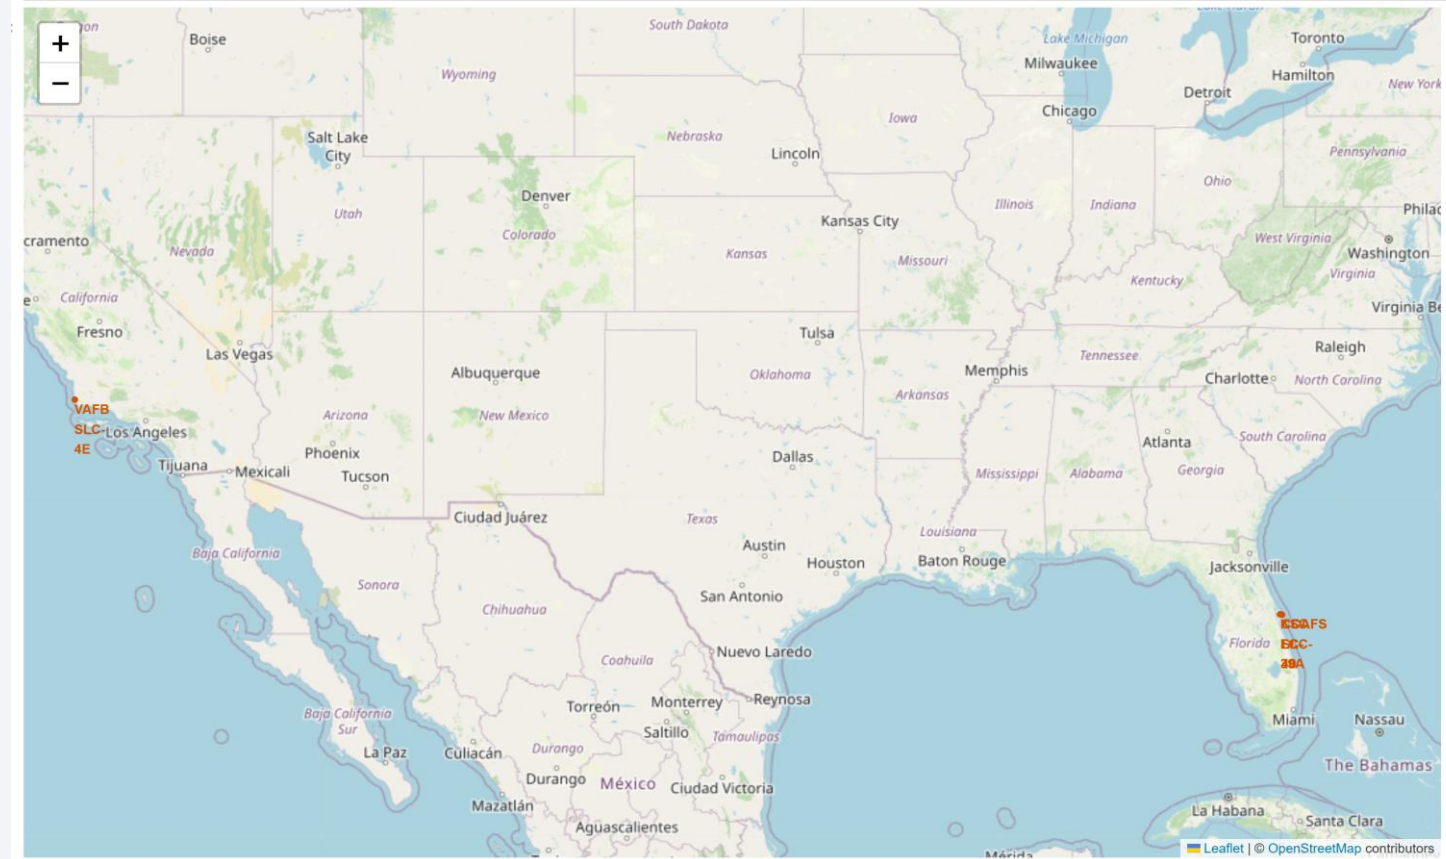 South Dakota
Lake Michigan
Toronto
Boise
Milwaukee
Hamilton
Wyoming
Detroit
New York
Chicago
Iowa
Salt Lake
City
Nebraska
Lincoln
Pennsylvania
Denver
Ohio
Utah
Illinois
Indiana
Philac
Kansas City
Colorado
cramento
Nevada
Kansas
Missouri
West Virginia
Washington
Virginia
Kentucky
California
Virginia Be
Fresno
Las Vegas
Tulsa
Raleigh
Tennessee
Albuquerque
Oklahoma
Memphis
Charlotte
North Carolina
Arkansas
VAFB
SLC-
4E
Los Angeles
Arizona
New Mexico
South Carolina
Atlanta
Phoenix
Dallas
Tijuana
Mexicali
Tucson
Mississippi
Alabama
Georgia
Ciudad Juárez
Texas
Louisiana
Baja California
Austin
Houston
Baton Rouge
Jacksonville
Sonora
San Antonio
Chihuahua
Florida
Coahuila
Nuevo Laredo
Torreón
Monterrey
Reynosa
Baja California
Sur
Saltillo
Tamaulipas
Miami
Nassau
La Paz
Culiacán
Durango
Durango
México
Ciudad Victoria
The Bahamas
Mazatlán
La Habana
Santa Clara
Aguascalientes
Mérida
+
−
Leaflet | © OpenStreetMap contributors